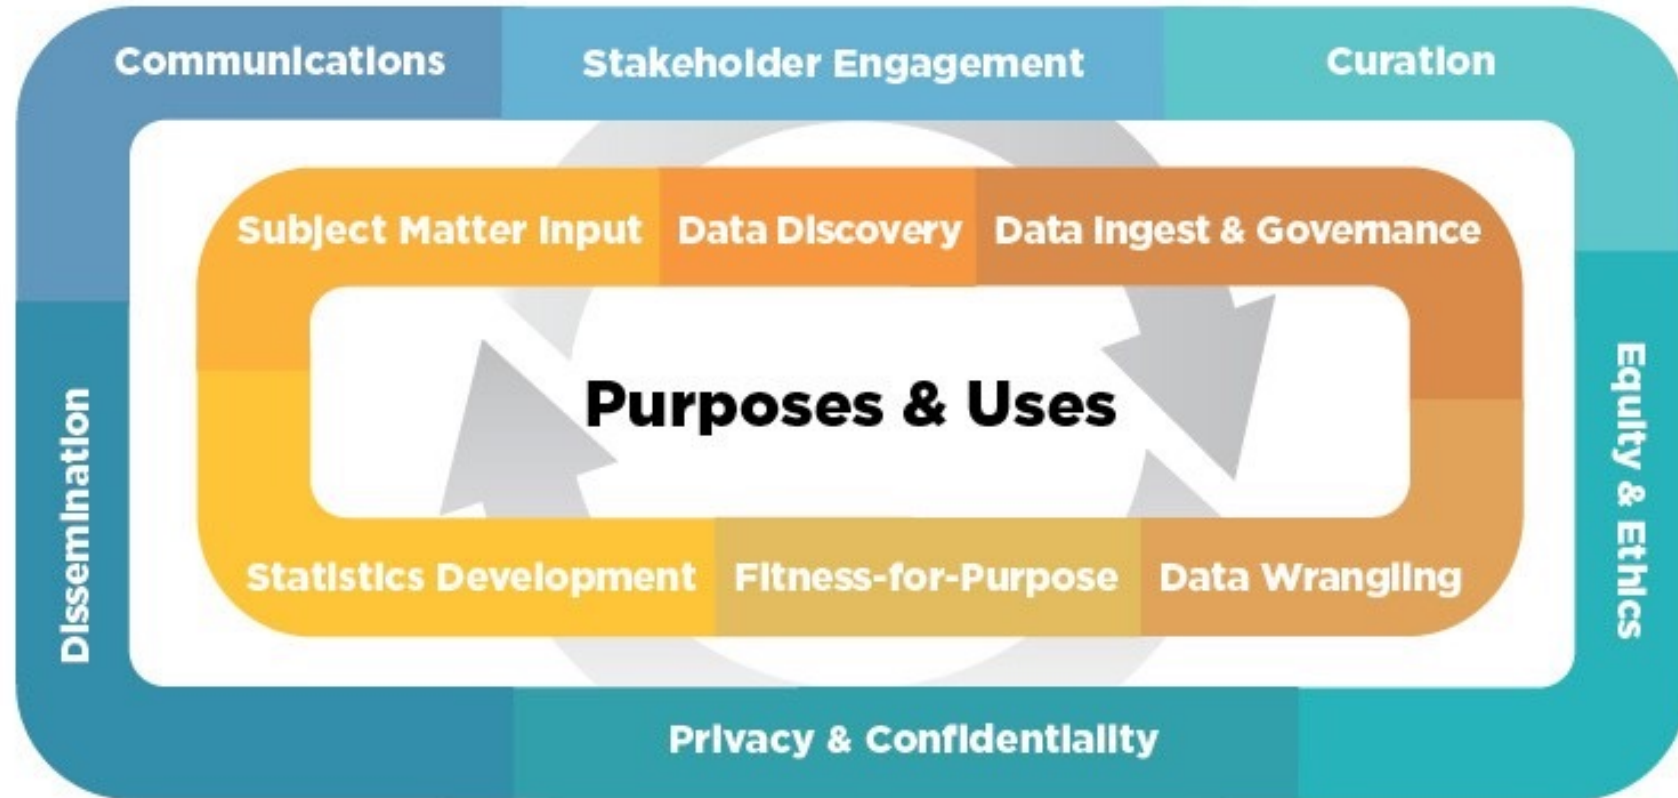 Communications
Stakeholder Engagement
Curation
Subject Matter Input
Data Discovery
Data Ingest & Governance
Purposes & Uses
Equity & Ethics
Dissemination
Statistics Development
Fitness-for-Purpose
Data Wrangling
Privacy & Confidentiality